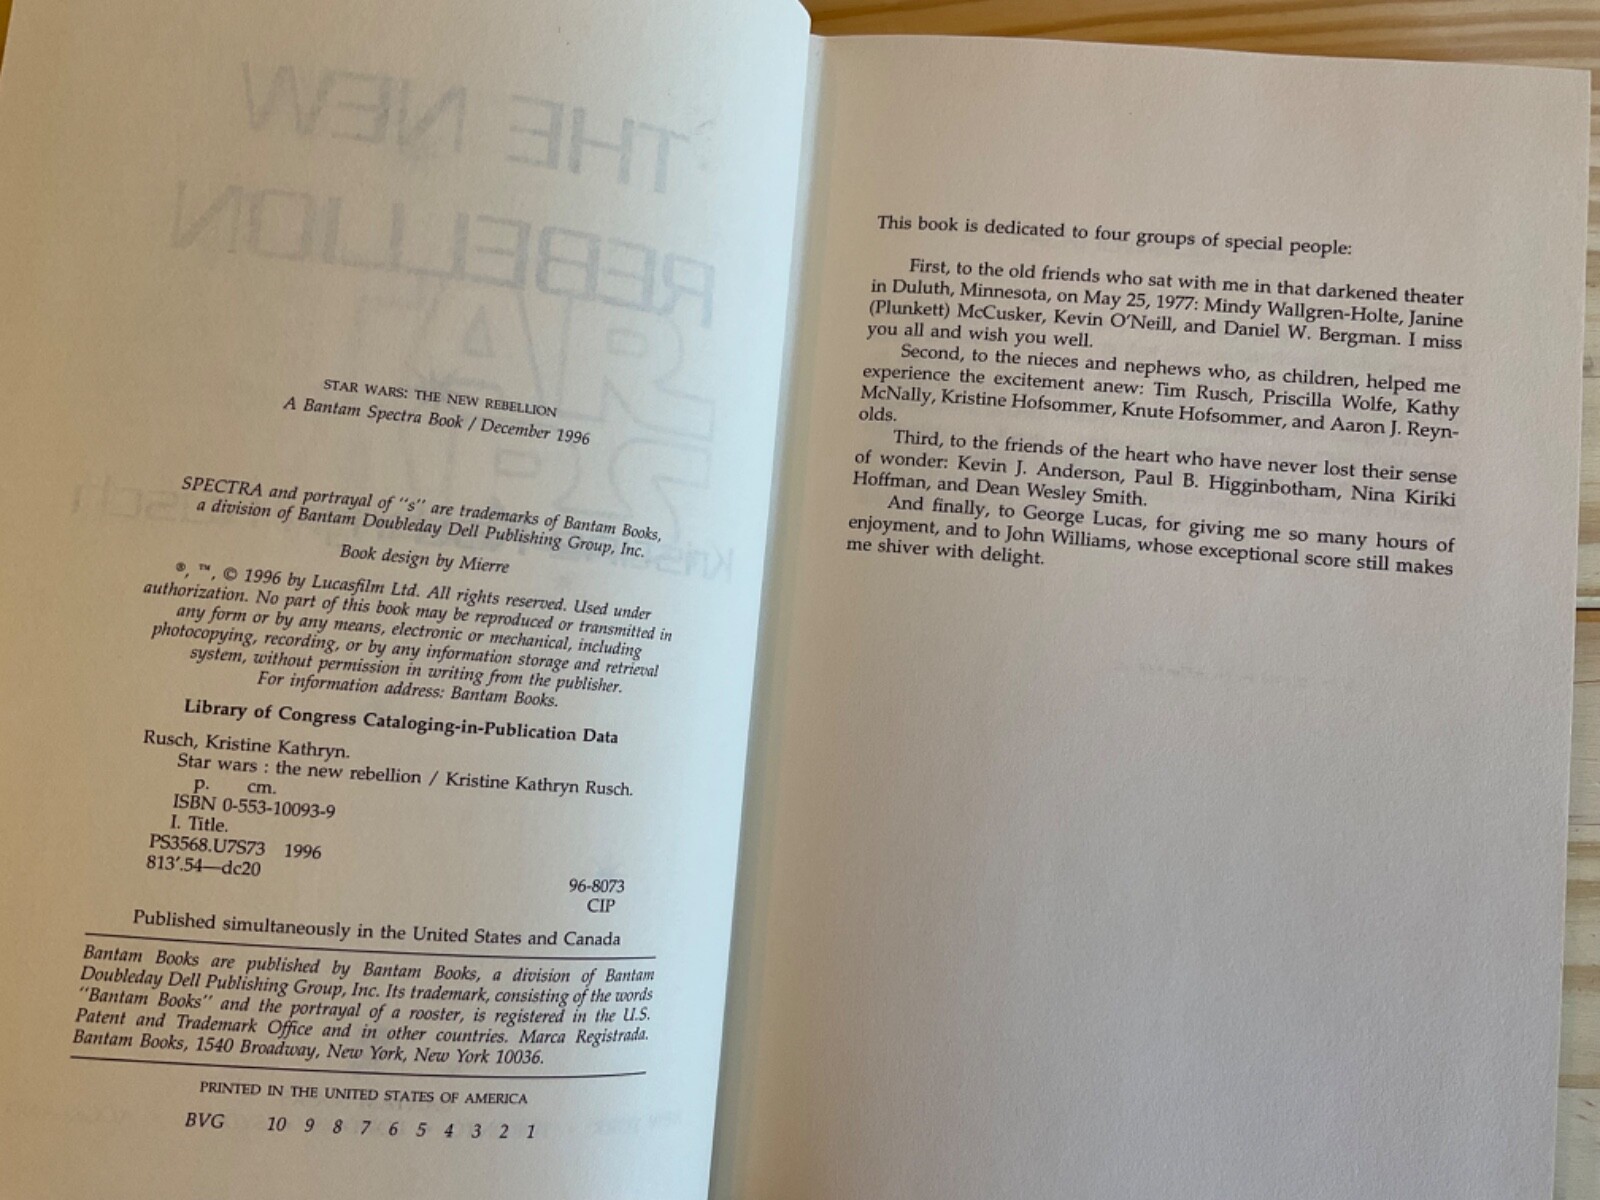 STAR WARS: THE NEW REBELLION
A Bantam Spectra Book / December 1996
SPECTRA and portrayal of "s" are trademarks of Bantam Books,
a division of Bantam Doubleday Dell Publishing Group, Inc.
Book design by Mierre
®, ™, © 1996 by Lucasfilm Ltd. All rights reserved. Used under
authorization. No part of this book may be reproduced or transmitted in
any form or by any means, electronic or mechanical, including
photocopying, recording, or by any information storage and retrieval
system, without permission in writing from the publisher.
For information address: Bantam Books.
Library of Congress Cataloging-in-Publication Data
Rusch, Kristine Kathryn.
Star wars : the new rebellion / Kristine Kathryn Rusch.
p. cm.
ISBN 0-553-10093-9
I. Title.
PS3568.U7S73 1996
813'.54—dc20
96-8073
CIP
Published simultaneously in the United States and Canada
Bantam Books are published by Bantam Books, a division of Bantam
Doubleday Dell Publishing Group, Inc. Its trademark, consisting of the words
"Bantam Books" and the portrayal of a rooster, is registered in the U.S.
Patent and Trademark Office and in other countries. Marca Registrada.
Bantam Books, 1540 Broadway, New York, New York 10036.
PRINTED IN THE UNITED STATES OF AMERICA
BVG 10 9 8 7 6 5 4 3 2 1
This book is dedicated to four groups of special people:
First, to the old friends who sat with me in that darkened theater
in Duluth, Minnesota, on May 25, 1977: Mindy Wallgren-Holte, Janine
(Plunkett) McCusker, Kevin O'Neill, and Daniel W. Bergman. I miss
you all and wish you well.
Second, to the nieces and nephews who, as children, helped me
experience the excitement anew: Tim Rusch, Priscilla Wolfe, Kathy
McNally, Kristine Hofsommer, Knute Hofsommer, and Aaron J. Reyn-
olds.
Third, to the friends of the heart who have never lost their sense
of wonder: Kevin J. Anderson, Paul B. Higginbotham, Nina Kiriki
Hoffman, and Dean Wesley Smith.
And finally, to George Lucas, for giving me so many hours of
enjoyment, and to John Williams, whose exceptional score still makes
me shiver with delight.